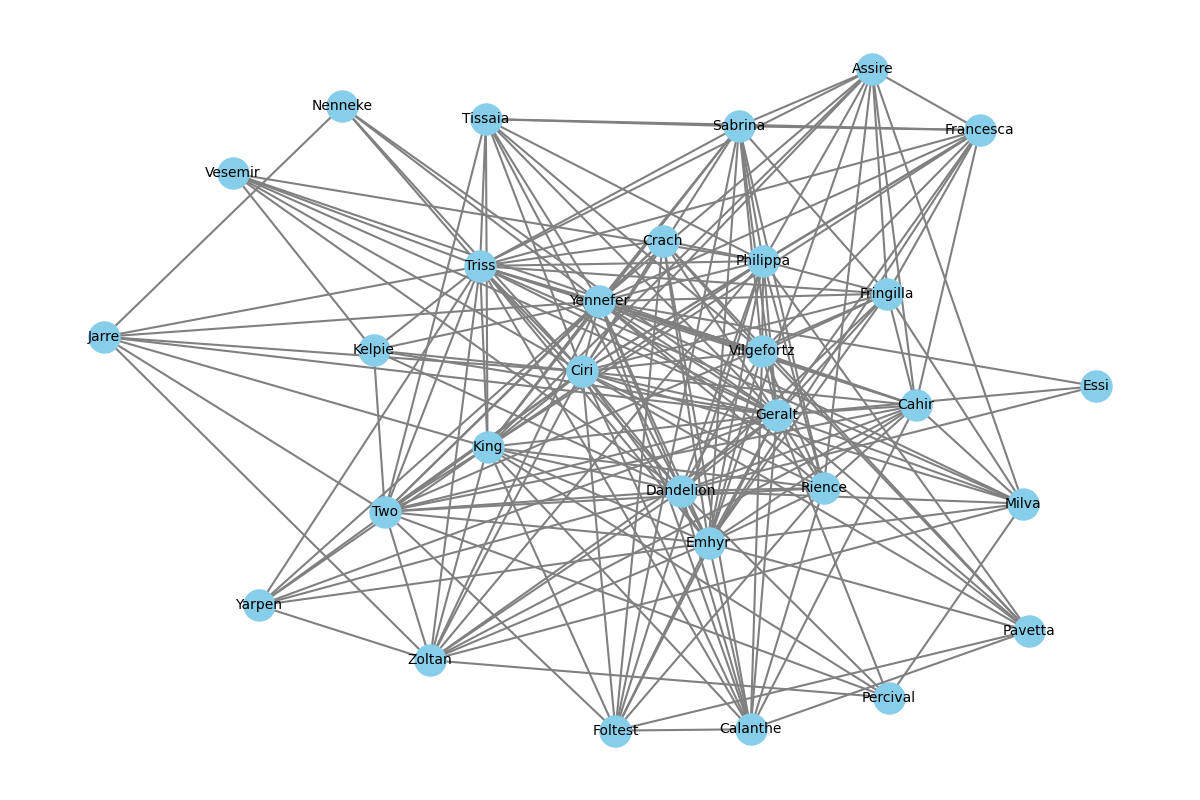 Assire
Nenneke
Tissaia
Sabrina
Francesca
Vesemir
Crach
Philippa
Triss
Fringilla
Yennefer
Jarre
Kelpie
Vilgefortz
Ciri
Essi
Cahir
Geralt
King
Rience
Dandelion
Milva
Two
Emhyr
Yarpen
Pavetta
Zoltan
Percival
Foltest
Calanthe